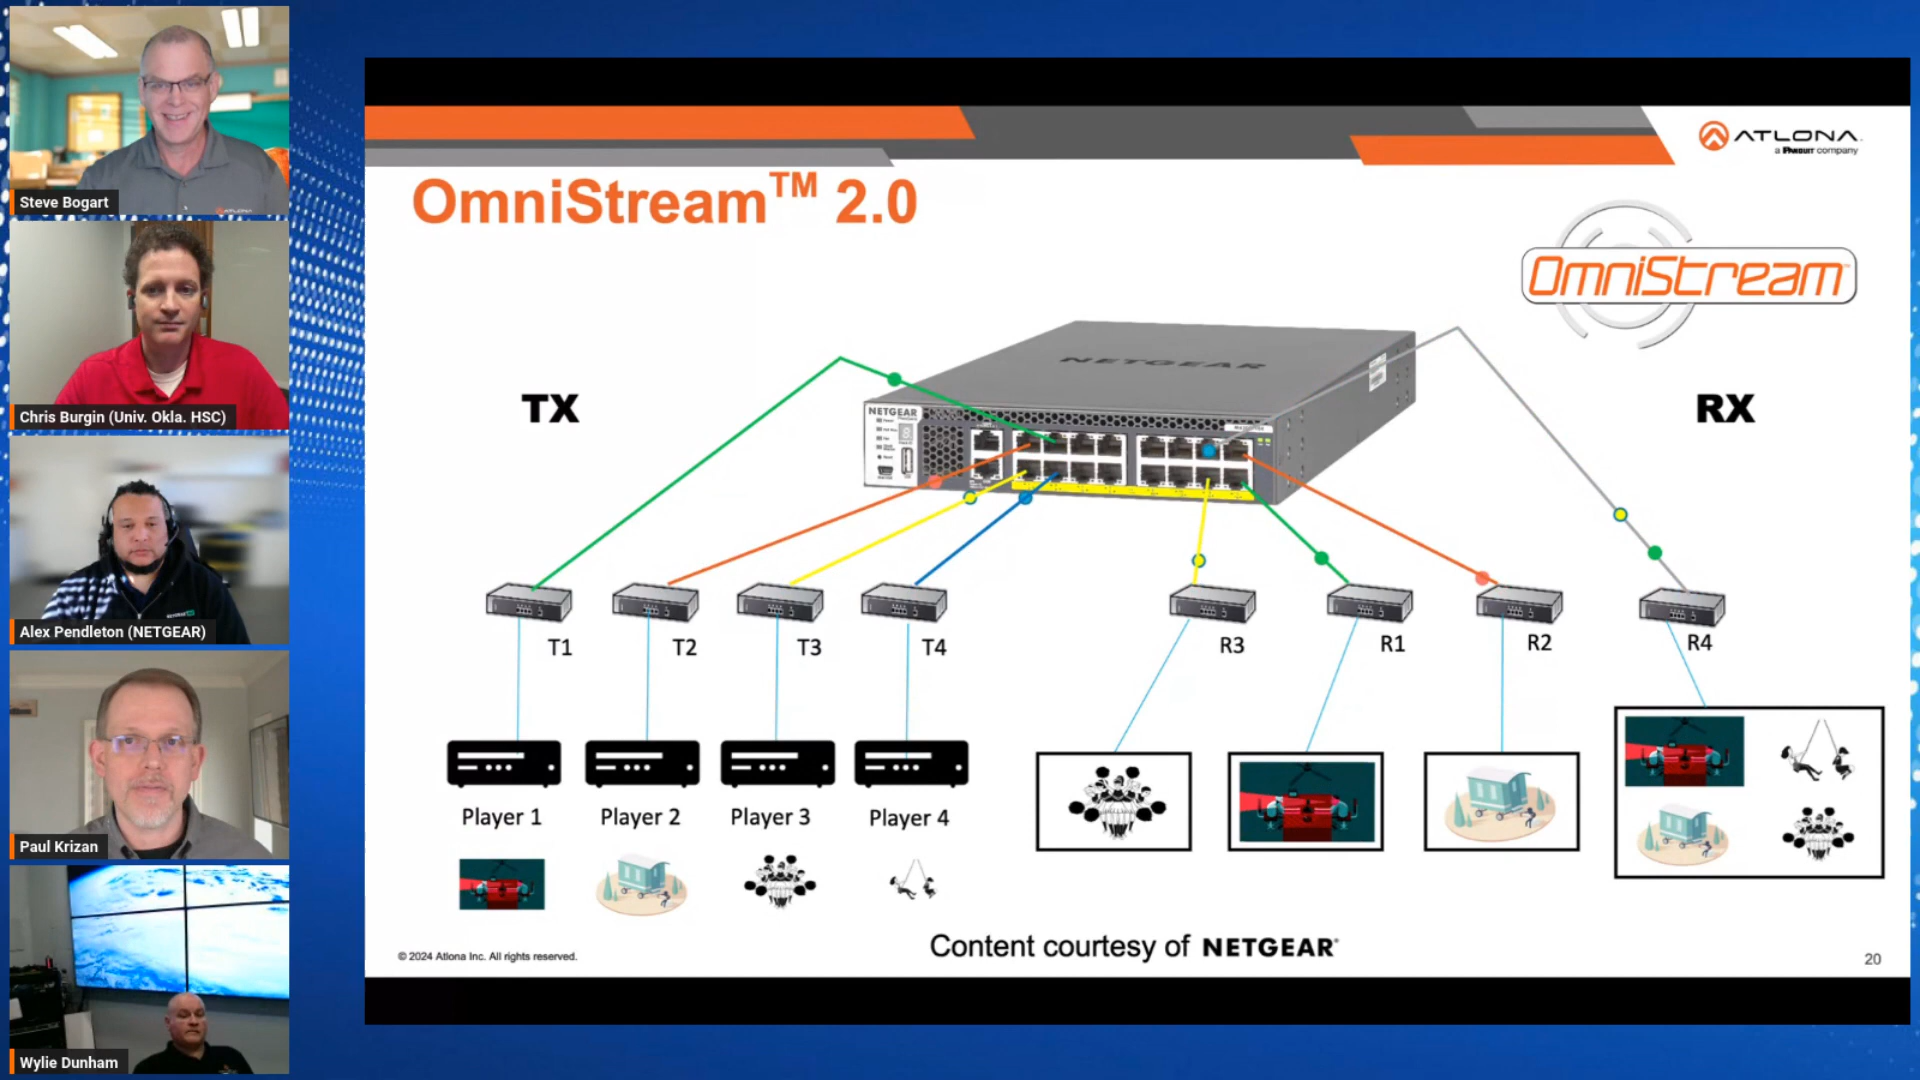 Steve Bogart
Chris Burgin (Univ. Okla. HSC)
Alex Pendleton (NETGEAR)
Paul Krizan
Wylie Dunham
ATLONA
a PANDUIT company
OmniStream™ 2.0
OmniStream
TX
RX
NETGEAR
NETGEAR
T1
T2
T3
T4
R3
R1
R2
R4
Player 1
Player 2
Player 3
Player 4
Content courtesy of NETGEAR®
© 2024 Atlona Inc. All rights reserved.
20